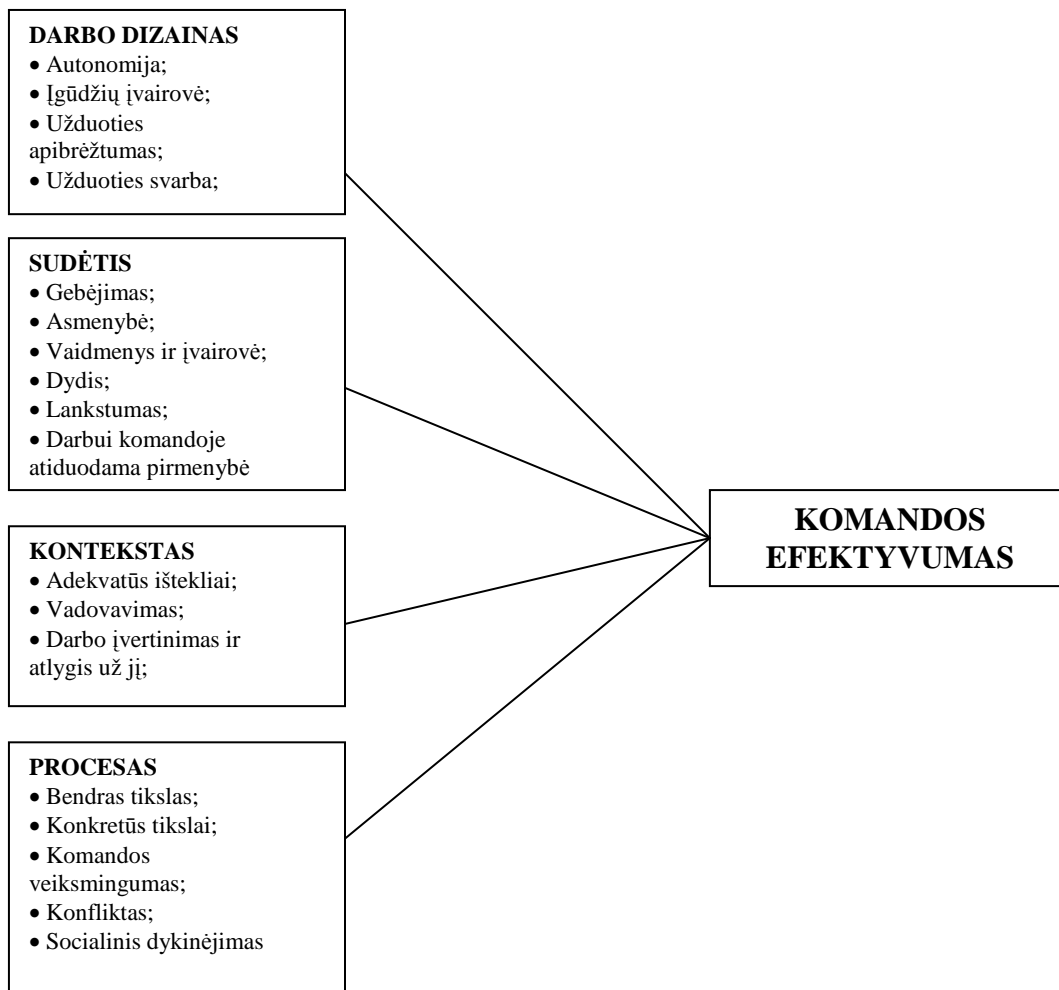 DARBO DIZAINAS
• Autonomija;
• Įgūdžių įvairovė;
• Užduoties
apibrėžtumas;
• Užduoties svarba;
SUDĖTIS
• Gebėjimas;
• Asmenybė;
• Vaidmenys ir įvairovė;
• Dydis;
• Lankstumas;
• Darbui komandoje
atiduodama pirmenybė
KONTEKSTAS
• Adekvatūs ištekliai;
• Vadovavimas;
• Darbo įvertinimas ir
atlygis už jį;
PROCESAS
• Bendras tikslas;
• Konkretūs tikslai;
• Komandos
veiksmingumas;
• Konfliktas;
• Socialinis dykinėjimas
KOMANDOS
EFEKTYVUMAS